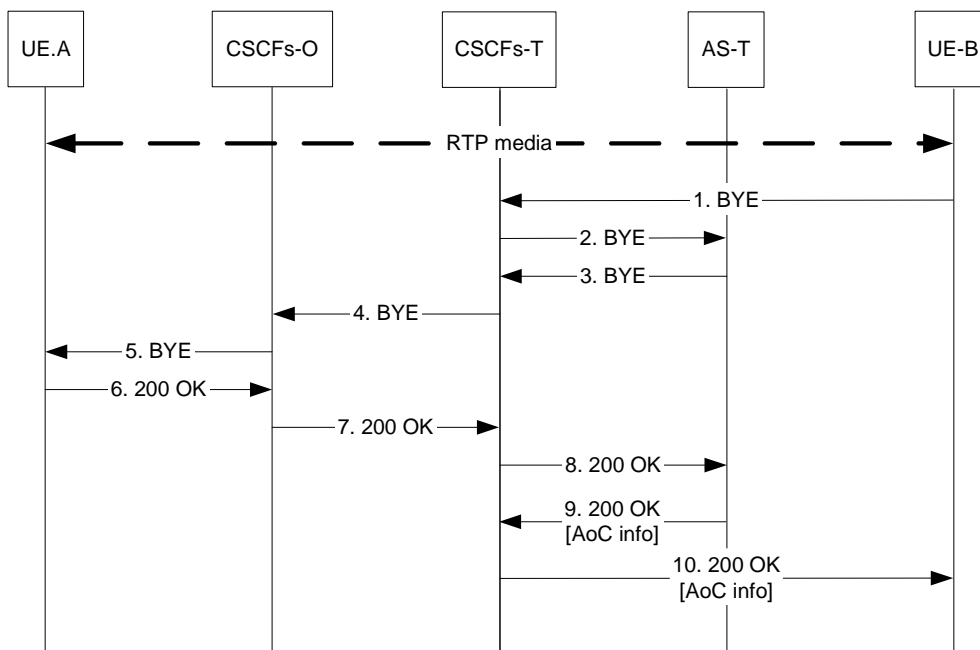 UE.A
CSCFs-O
CSCFs-T
AS-T
UE-B
RTP media
1. BYE
2. BYE
3. BYE
4. BYE
5. BYE
6. 200 OK
7. 200 OK
8. 200 OK
9. 200 OK
[AoC info]
10. 200 OK
[AoC info]